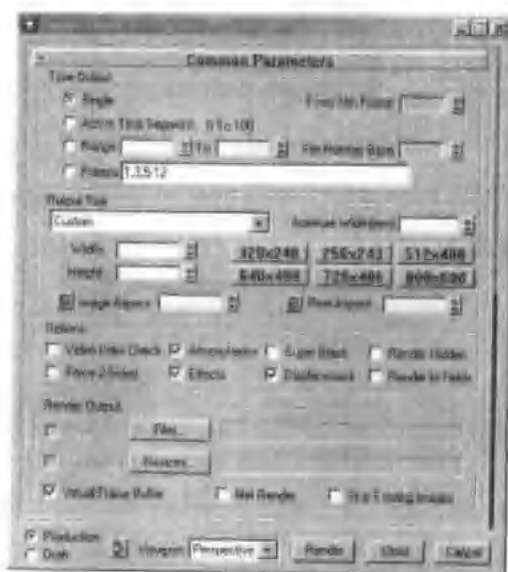 Common Parameters
Time Output
Single
Every Nth Frame
Active Time Segment 0 To 100
Range To File Number Base
Frames 1,3,5-12
Output Size
Custom Aperture Width(mm)
Width 320x240 256x243 512x486
Height 640x480 720x486 800x600
Image Aspect Pixel Aspect
Options
Video Color Check Atmospherics Super Black Render Hidden
Force 2-Sided Effects Displacement Render to Fields
Render Output
Files...
Devices...
Virtual Frame Buffer Net Render Skip Existing Images
Production
Draft Viewport Perspective Render Close Cancel